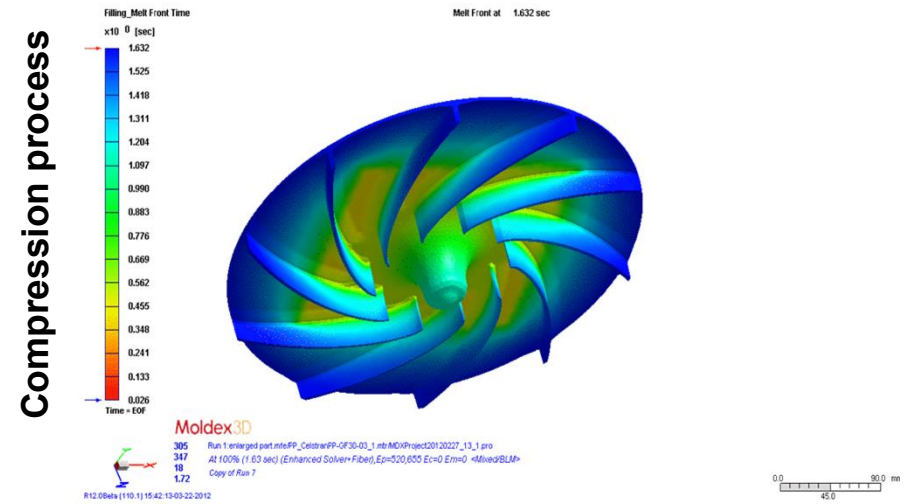 Compression process
Filling_Melt Front Time
x10 0 [sec]
Melt Front at 1.632 sec
1.632
1.525
1.418
1.311
1.204
1.097
0.990
0.883
0.776
0.669
0.562
0.455
0.348
0.241
0.133
0.026
Time = EOF
Moldex3D
305
347
18
1.72
Run 1:enlarged part.mfe/PP_CelstranPP-GF30-03_1.mtr/MDXProject20120227_13_1.pro
At 100% (1.63 sec) (Enhanced Solver+Fiber),Ep=520,655 Ec=0 Em=0 <Mixed/BLM>
Copy of Run 7
R12.0Beta (110.1) 15:42:13-03-22-2012
0.0 90.0 mm
45.0